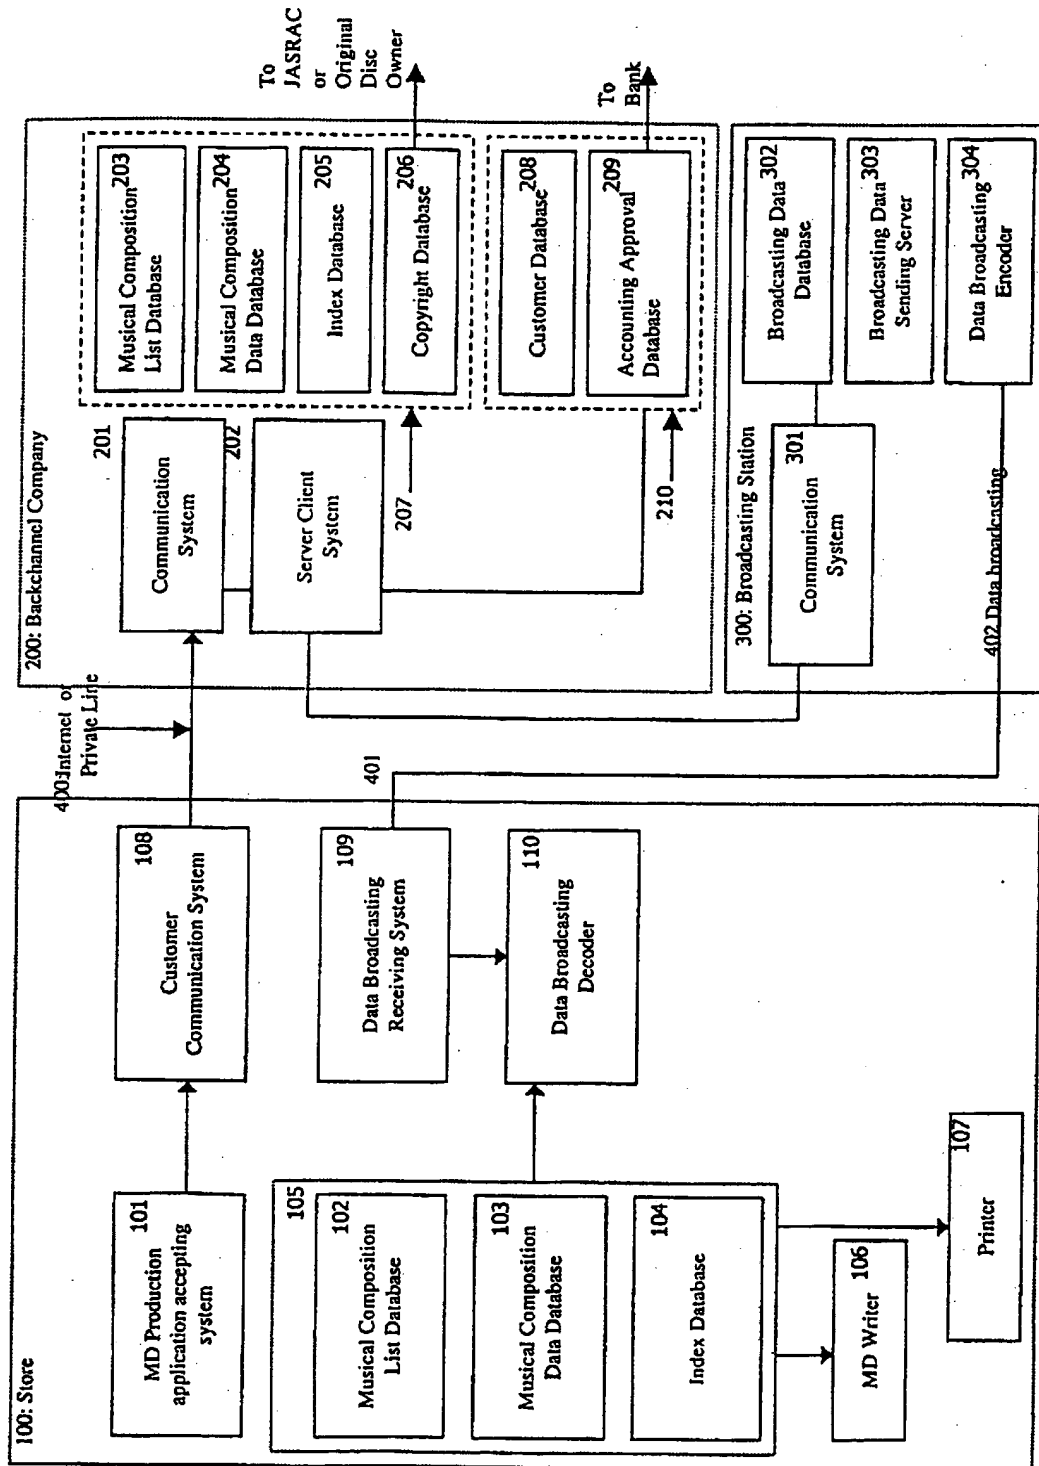 100: Store
MD Production
application accepting
system
101
Customer
Communication System
108
105
Musical Composition
List Database
102
Musical Composition
Data Database
103
Index Database
104
MD Writer
106
Printer
107
Data Broadcasting
Receiving System
109
Data Broadcasting
Decoder
110
400:Internet or
Private Line
401
200: Backchannel Company
Communication
System
201
Server Client
System
202
Musical Composition
List Database
203
Musical Composition
Data Database
204
Index Database
205
Copyright Database
206
207
Customer Database
208
Accounting Approval
Database
209
210
To
JASRAC
or
Original
Disc
Owner
To
Bank
300: Broadcasting Station
Communication
System
301
Broadcasting Data
Database
302
Broadcasting Data
Sending Server
303
Data Broadcasting
Encoder
304
402 Data broadcasting